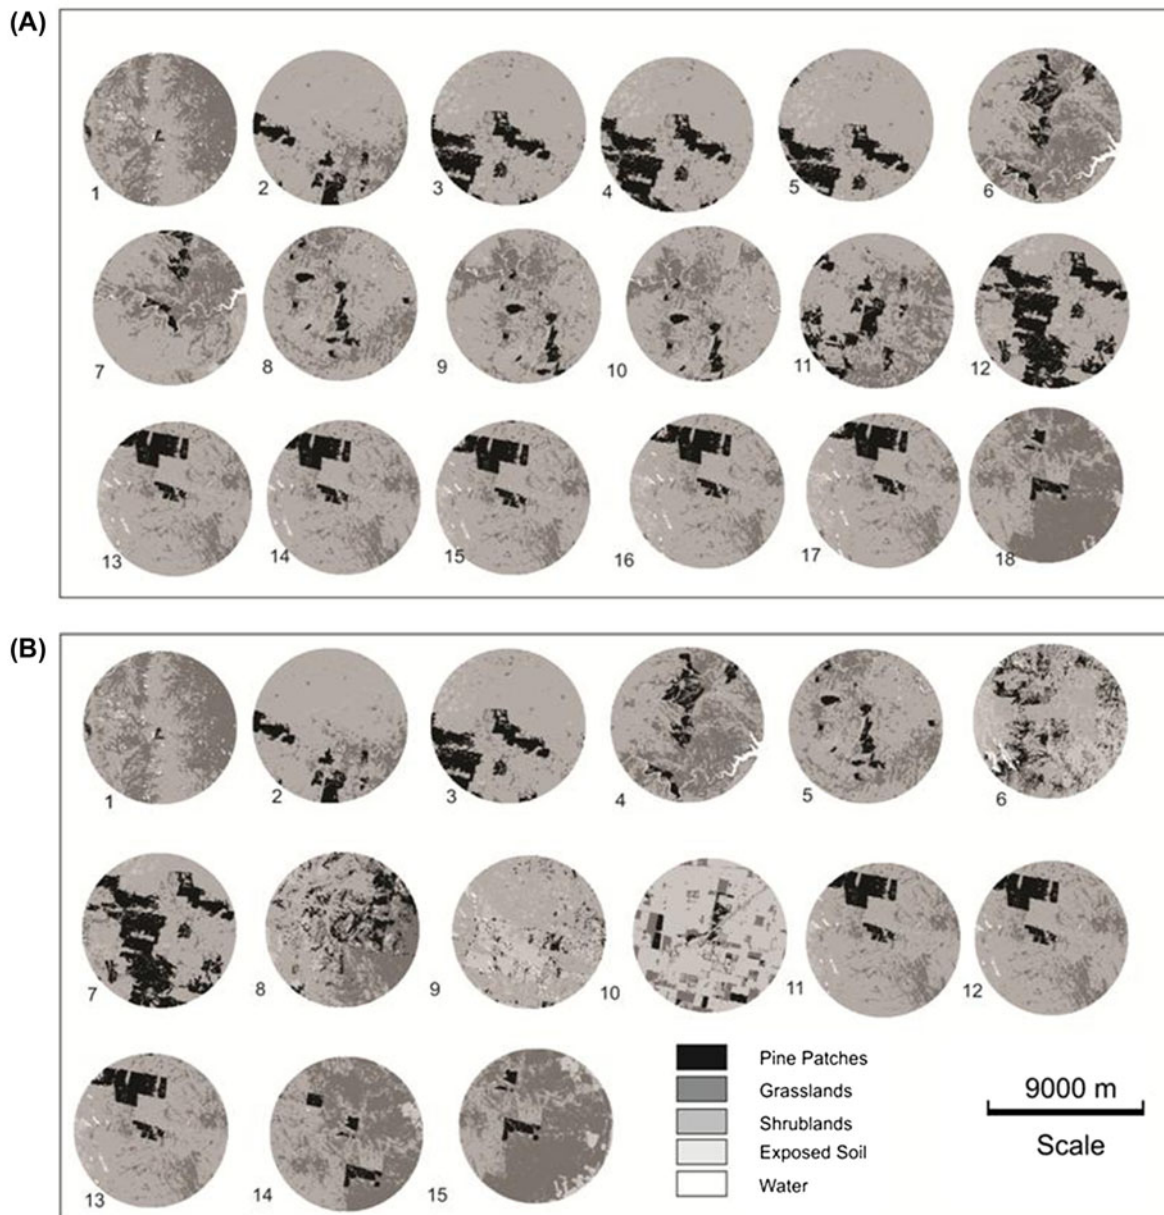 (A)
1 2 3 4 5 6
7 8 9 10 11 12
13 14 15 16 17 18
(B)
1 2 3 4 5 6
7 8 9 10 11 12
13 14 15
Pine Patches
Grasslands
Shrublands
Exposed Soil
Water
9000 m
Scale